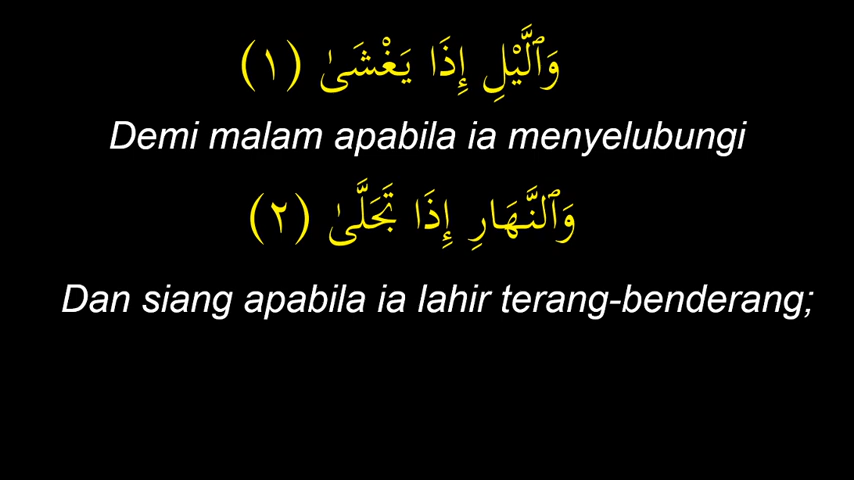 وَٱلَّيْلِ إِذَا يَغْشَىٰ (١)
Demi malam apabila ia menyelubungi
وَٱلنَّهَارِ إِذَا تَجَلَّىٰ (٢)
Dan siang apabila ia lahir terang-benderang;